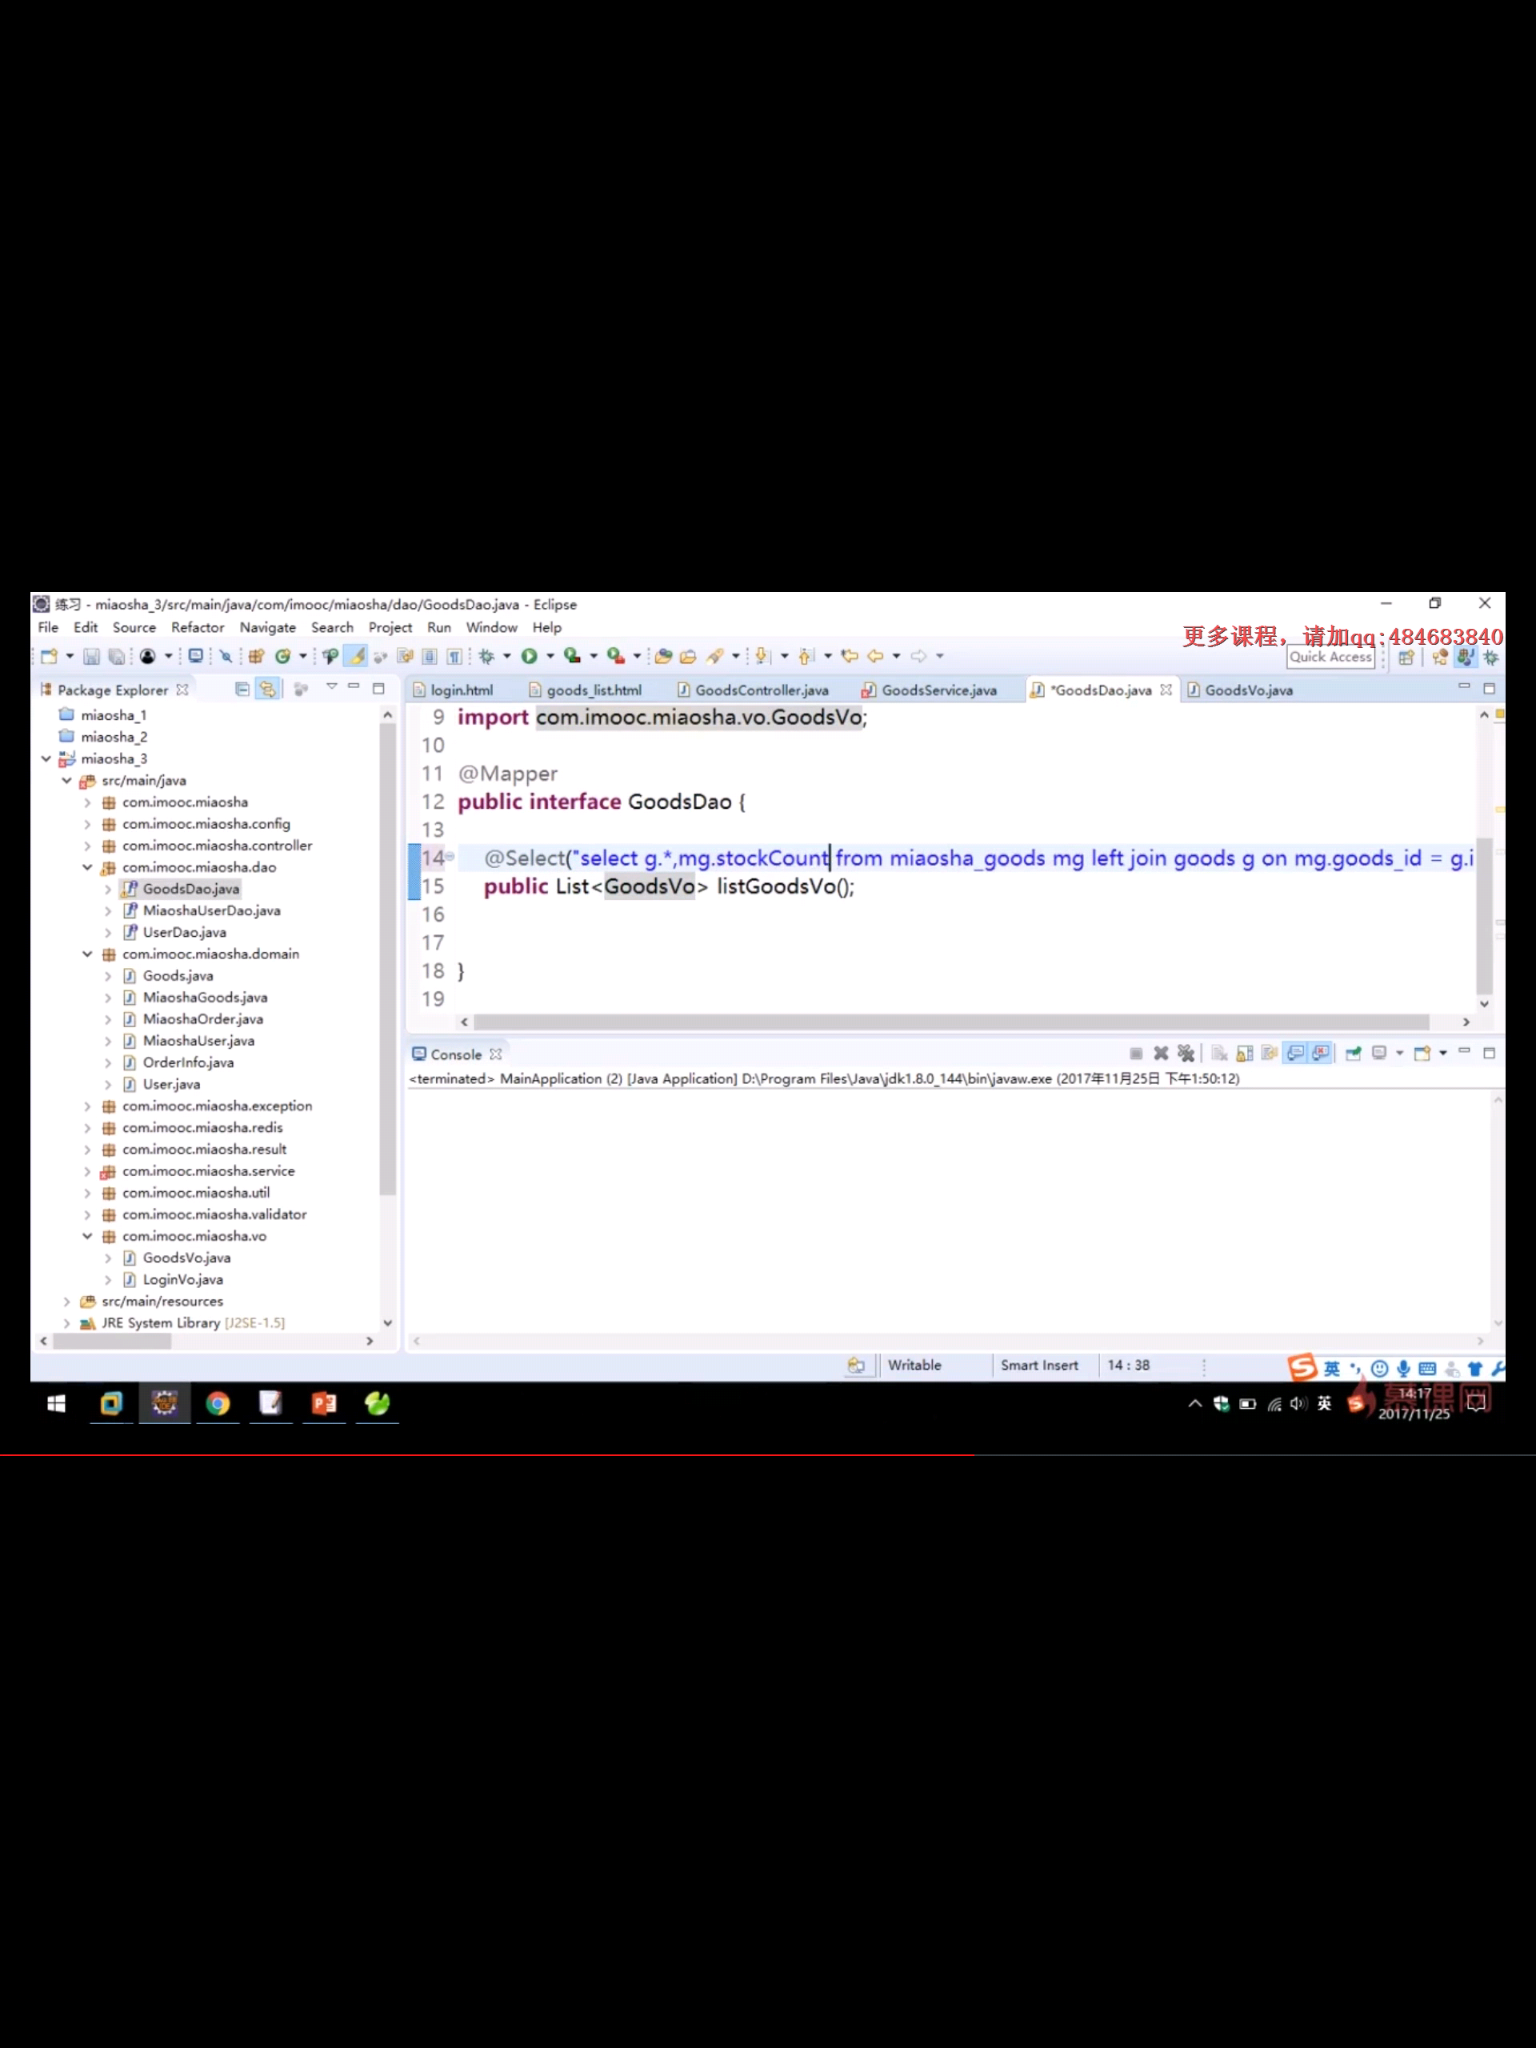 练习 - miaosha_3/src/main/java/com/imooc/miaosha/dao/GoodsDao.java - Eclipse
File Edit Source Refactor Navigate Search Project Run Window Help
更多课程，请加qq:484683840
Quick Access
Package Explorer
miaosha_1
miaosha_2
miaosha_3
src/main/java
com.imooc.miaosha
com.imooc.miaosha.config
com.imooc.miaosha.controller
com.imooc.miaosha.dao
GoodsDao.java
MiaoshaUserDao.java
UserDao.java
com.imooc.miaosha.domain
Goods.java
MiaoshaGoods.java
MiaoshaOrder.java
MiaoshaUser.java
OrderInfo.java
User.java
com.imooc.miaosha.exception
com.imooc.miaosha.redis
com.imooc.miaosha.result
com.imooc.miaosha.service
com.imooc.miaosha.util
com.imooc.miaosha.validator
com.imooc.miaosha.vo
GoodsVo.java
LoginVo.java
src/main/resources
JRE System Library [J2SE-1.5]
login.html goods_list.html GoodsController.java GoodsService.java *GoodsDao.java GoodsVo.java
9 import com.imooc.miaosha.vo.GoodsVo;
10
11 @Mapper
12 public interface GoodsDao {
13
14 @Select("select g.*,mg.stockCount from miaosha_goods mg left join goods g on mg.goods_id = g.i
15 public List<GoodsVo> listGoodsVo();
16
17
18 }
19
Console
<terminated> MainApplication (2) [Java Application] D:\Program Files\Java\jdk1.8.0_144\bin\javaw.exe (2017年11月25日 下午1:50:12)
Writable Smart Insert 14 : 38
英
英
慕课网
14:17
2017/11/25